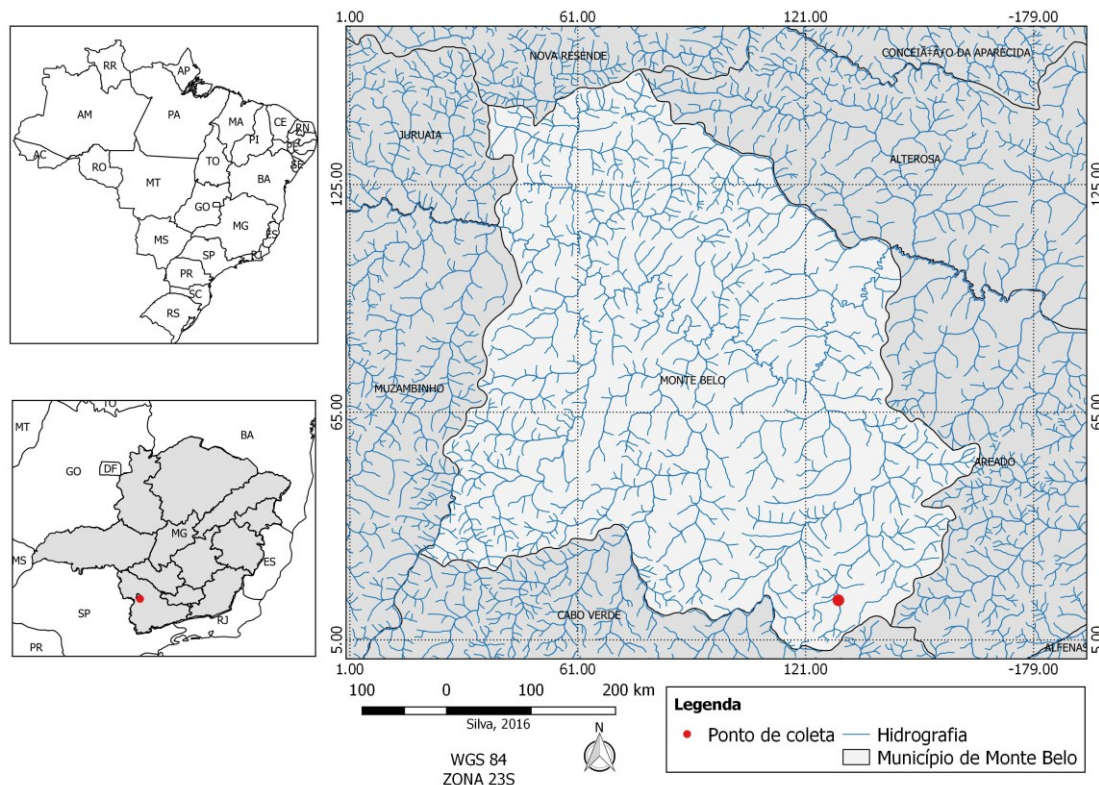 RR
AP
AM
PA
MA
CE
RN
PI
PE
AC
TO
SE
RO
BA
MT
GO
MG
MS
ES
SP
RJ
PR
SC
RS
TO
MT
BA
GO
DF
MG
MS
ES
SP
RJ
PR
1.00 61.00 121.00 -179.00
NOVA RESENDE
CONCEIÃ‡ÃfO DA APARECIDA
JURUAIA
ALTEROSA
125.00 125.00
MONTE BELO
MUZAMBINHO
65.00 65.00
AREADO
CABO VERDE
5.00 5.00
ALFENAS
1.00 61.00 121.00 -179.00
100 0 100 200 km
Silva, 2016
N
WGS 84
ZONA 23S
Legenda
Ponto de coleta Hidrografia
Município de Monte Belo